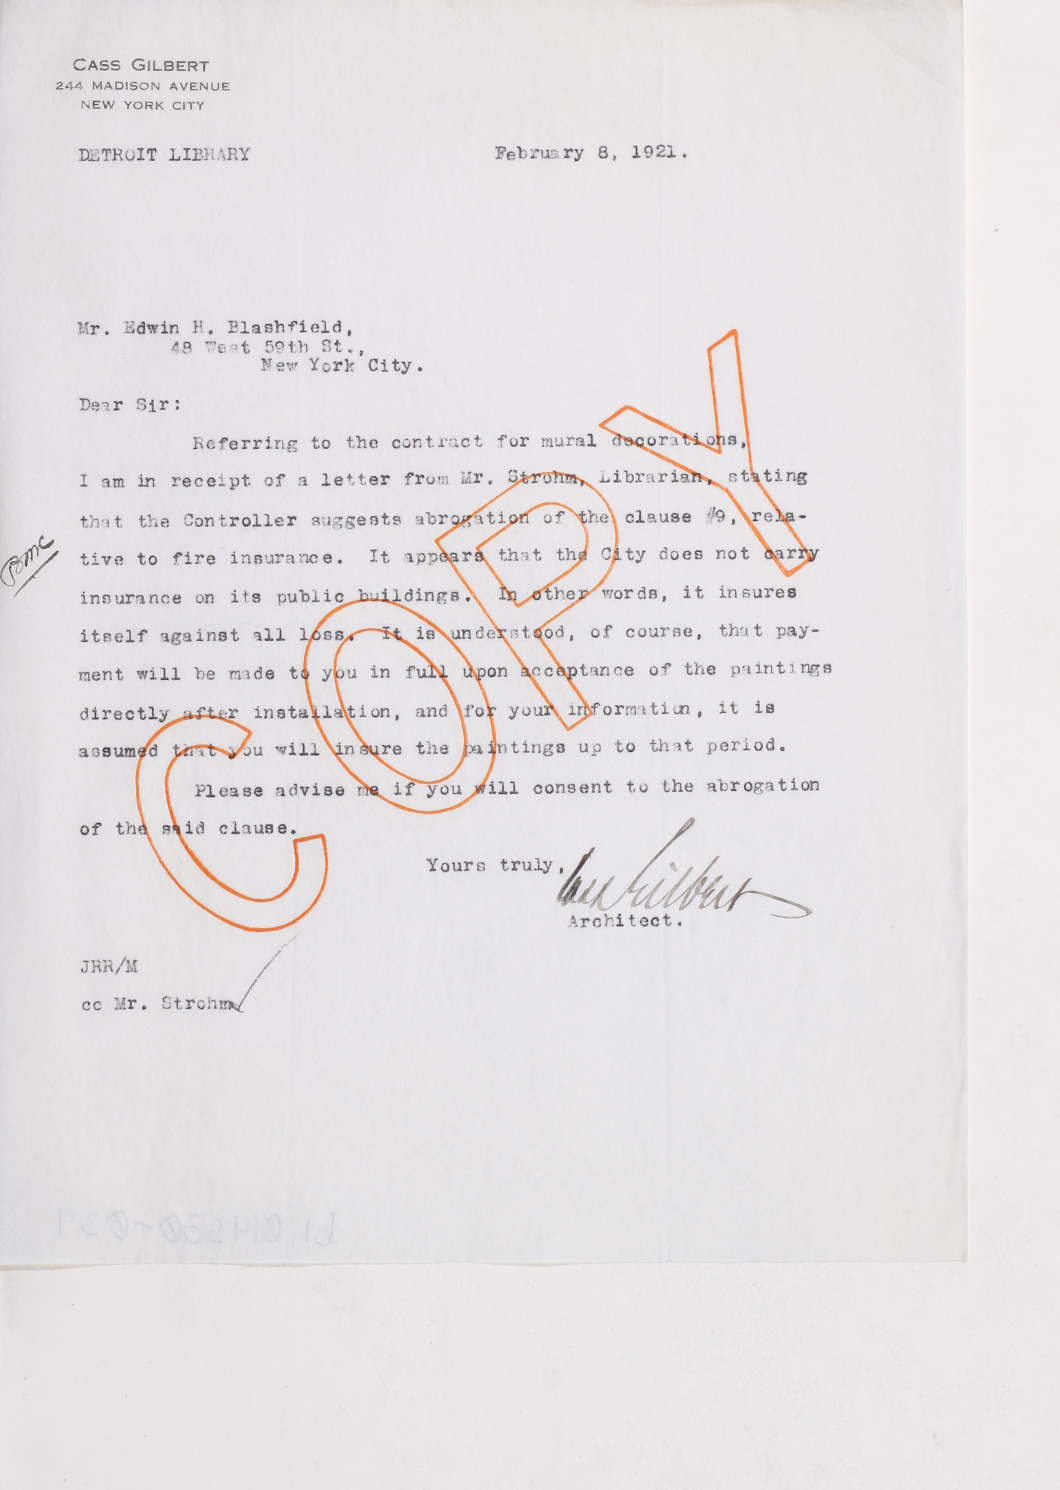 CASS GILBERT
244 MADISON AVENUE
NEW YORK CITY
DETROIT LIBRARY February 8, 1921.
Mr. Edwin H. Blashfield,
48 West 59th St.,
New York City.
Dear Sir:
Referring to the contract for mural decorations,
I am in receipt of a letter from Mr. Strohm, Librarian, stating
that the Controller suggests abrogation of the clause #9, rela-
tive to fire insurance. It appears that the City does not carry
insurance on its public buildings. In other words, it insures
itself against all loss. It is understood, of course, that pay-
ment will be made to you in full upon acceptance of the paintings
directly after installation, and for your information, it is
assumed that you will insure the paintings up to that period.
Please advise me if you will consent to the abrogation
of the said clause.
Yours truly,
Cass Gilbert
Architect.
JRR/M
cc Mr. Strohm
COPY